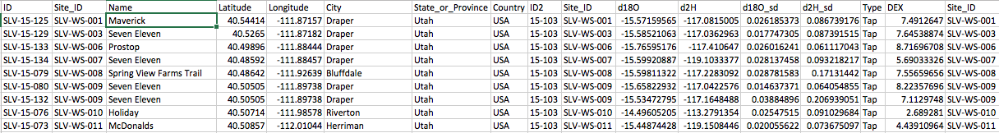 ID Site_ID Name Latitude Longitude City State_or_Province Country ID2 Site_ID d18O d2H d18O_sd d2H_sd Type DEX Site_ID
SLV-15-125 SLV-WS-001 Maverick 40.54414 -111.87157 Draper Utah USA 15-103 SLV-WS-001 -15.57159565 -117.0815005 0.026185373 0.086739176 Tap 7.4912647 SLV-WS-001
SLV-15-129 SLV-WS-003 Seven Eleven 40.5265 -111.87182 Draper Utah USA 15-103 SLV-WS-003 -15.58521063 -117.0362963 0.017747305 0.087391515 Tap 7.64538874 SLV-WS-003
SLV-15-133 SLV-WS-006 Prostop 40.49896 -111.88444 Draper Utah USA 15-103 SLV-WS-006 -15.76595176 -117.410647 0.026016241 0.061117043 Tap 8.71696708 SLV-WS-006
SLV-15-134 SLV-WS-007 Seven Eleven 40.48592 -111.88457 Draper Utah USA 15-103 SLV-WS-007 -15.59920887 -119.1033377 0.028137458 0.093218217 Tap 5.69033326 SLV-WS-007
SLV-15-079 SLV-WS-008 Spring View Farms Trail 40.48642 -111.92639 Bluffdale Utah USA 15-103 SLV-WS-008 -15.59811322 -117.2283092 0.028781583 0.17131442 Tap 7.55659656 SLV-WS-008
SLV-15-080 SLV-WS-009 Seven Eleven 40.50505 -111.89738 Draper Utah USA 15-103 SLV-WS-009 -15.65822932 -117.0422576 0.014637371 0.064054855 Tap 8.22357696 SLV-WS-009
SLV-15-132 SLV-WS-009 Seven Eleven 40.50505 -111.89738 Draper Utah USA 15-103 SLV-WS-009 -15.53472795 -117.1648488 0.03884896 0.206939051 Tap 7.1129748 SLV-WS-009
SLV-15-076 SLV-WS-010 Holiday 40.50714 -111.98578 Riverton Utah USA 15-103 SLV-WS-010 -14.49605205 -113.2791354 0.02547515 0.091029684 Tap 2.689281 SLV-WS-010
SLV-15-073 SLV-WS-011 McDonalds 40.50857 -112.01044 Herriman Utah USA 15-103 SLV-WS-011 -15.44874428 -119.1508446 0.020055622 0.073675097 Tap 4.43910964 SLV-WS-011